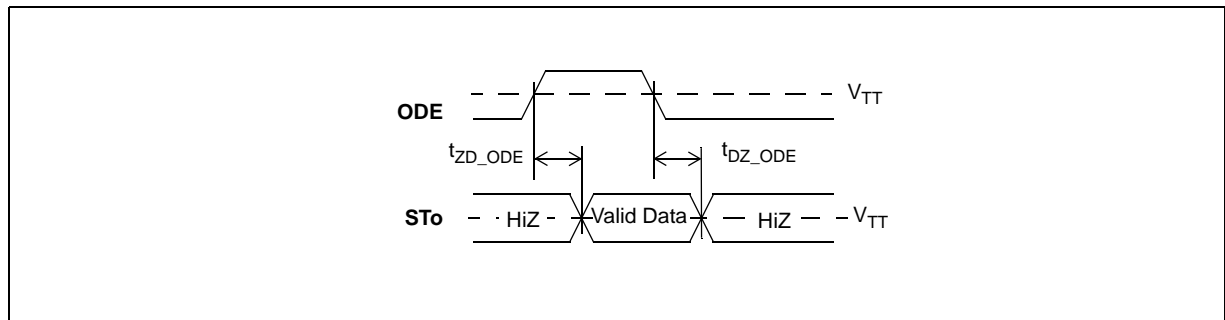 V_TT
ODE
t_ZD_ODE
t_DZ_ODE
STo HiZ Valid Data HiZ V_TT